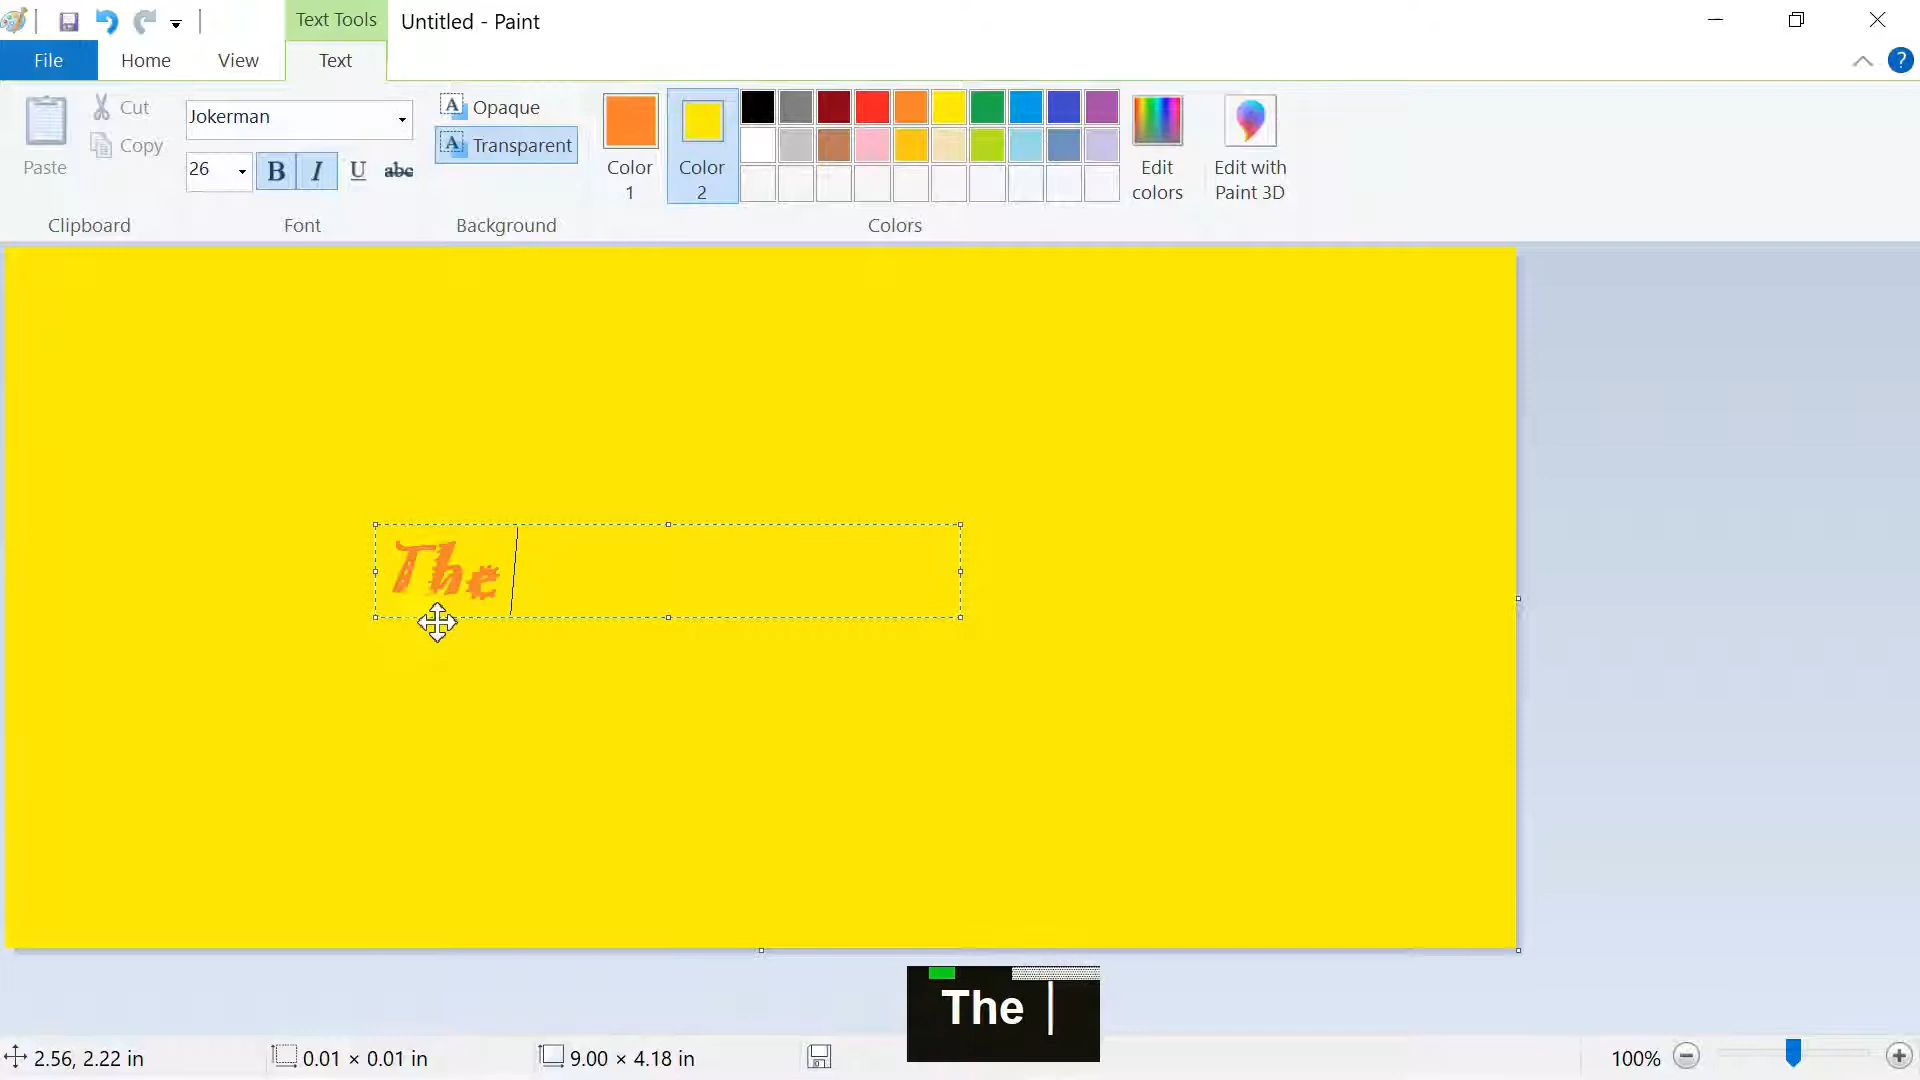 Text Tools Untitled - Paint
File Home View Text ?
Paste Cut Copy
Clipboard
Jokerman
26 B I U abc
Font
A Opaque
A Transparent
Background
Color 1 Color 2
Colors
Edit colors
Edit with Paint 3D
The
The
2.56, 2.22 in 0.01 × 0.01 in 9.00 × 4.18 in 100%